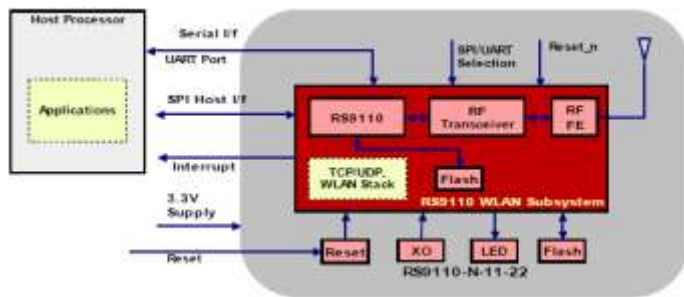 Host Processor
Applications
Serial I/f
UART Port
SPI Host I/f
Interrupt
3.3V
Supply
Reset
SPI/UART
Selection
Reset_n
RS9110
RF
Transceiver
RF
FE
TCP/UDP,
WLAN Stack
Flash
RS9110 WLAN Subsystem
Reset
XO
LED
Flash
RS9110-N-11-22